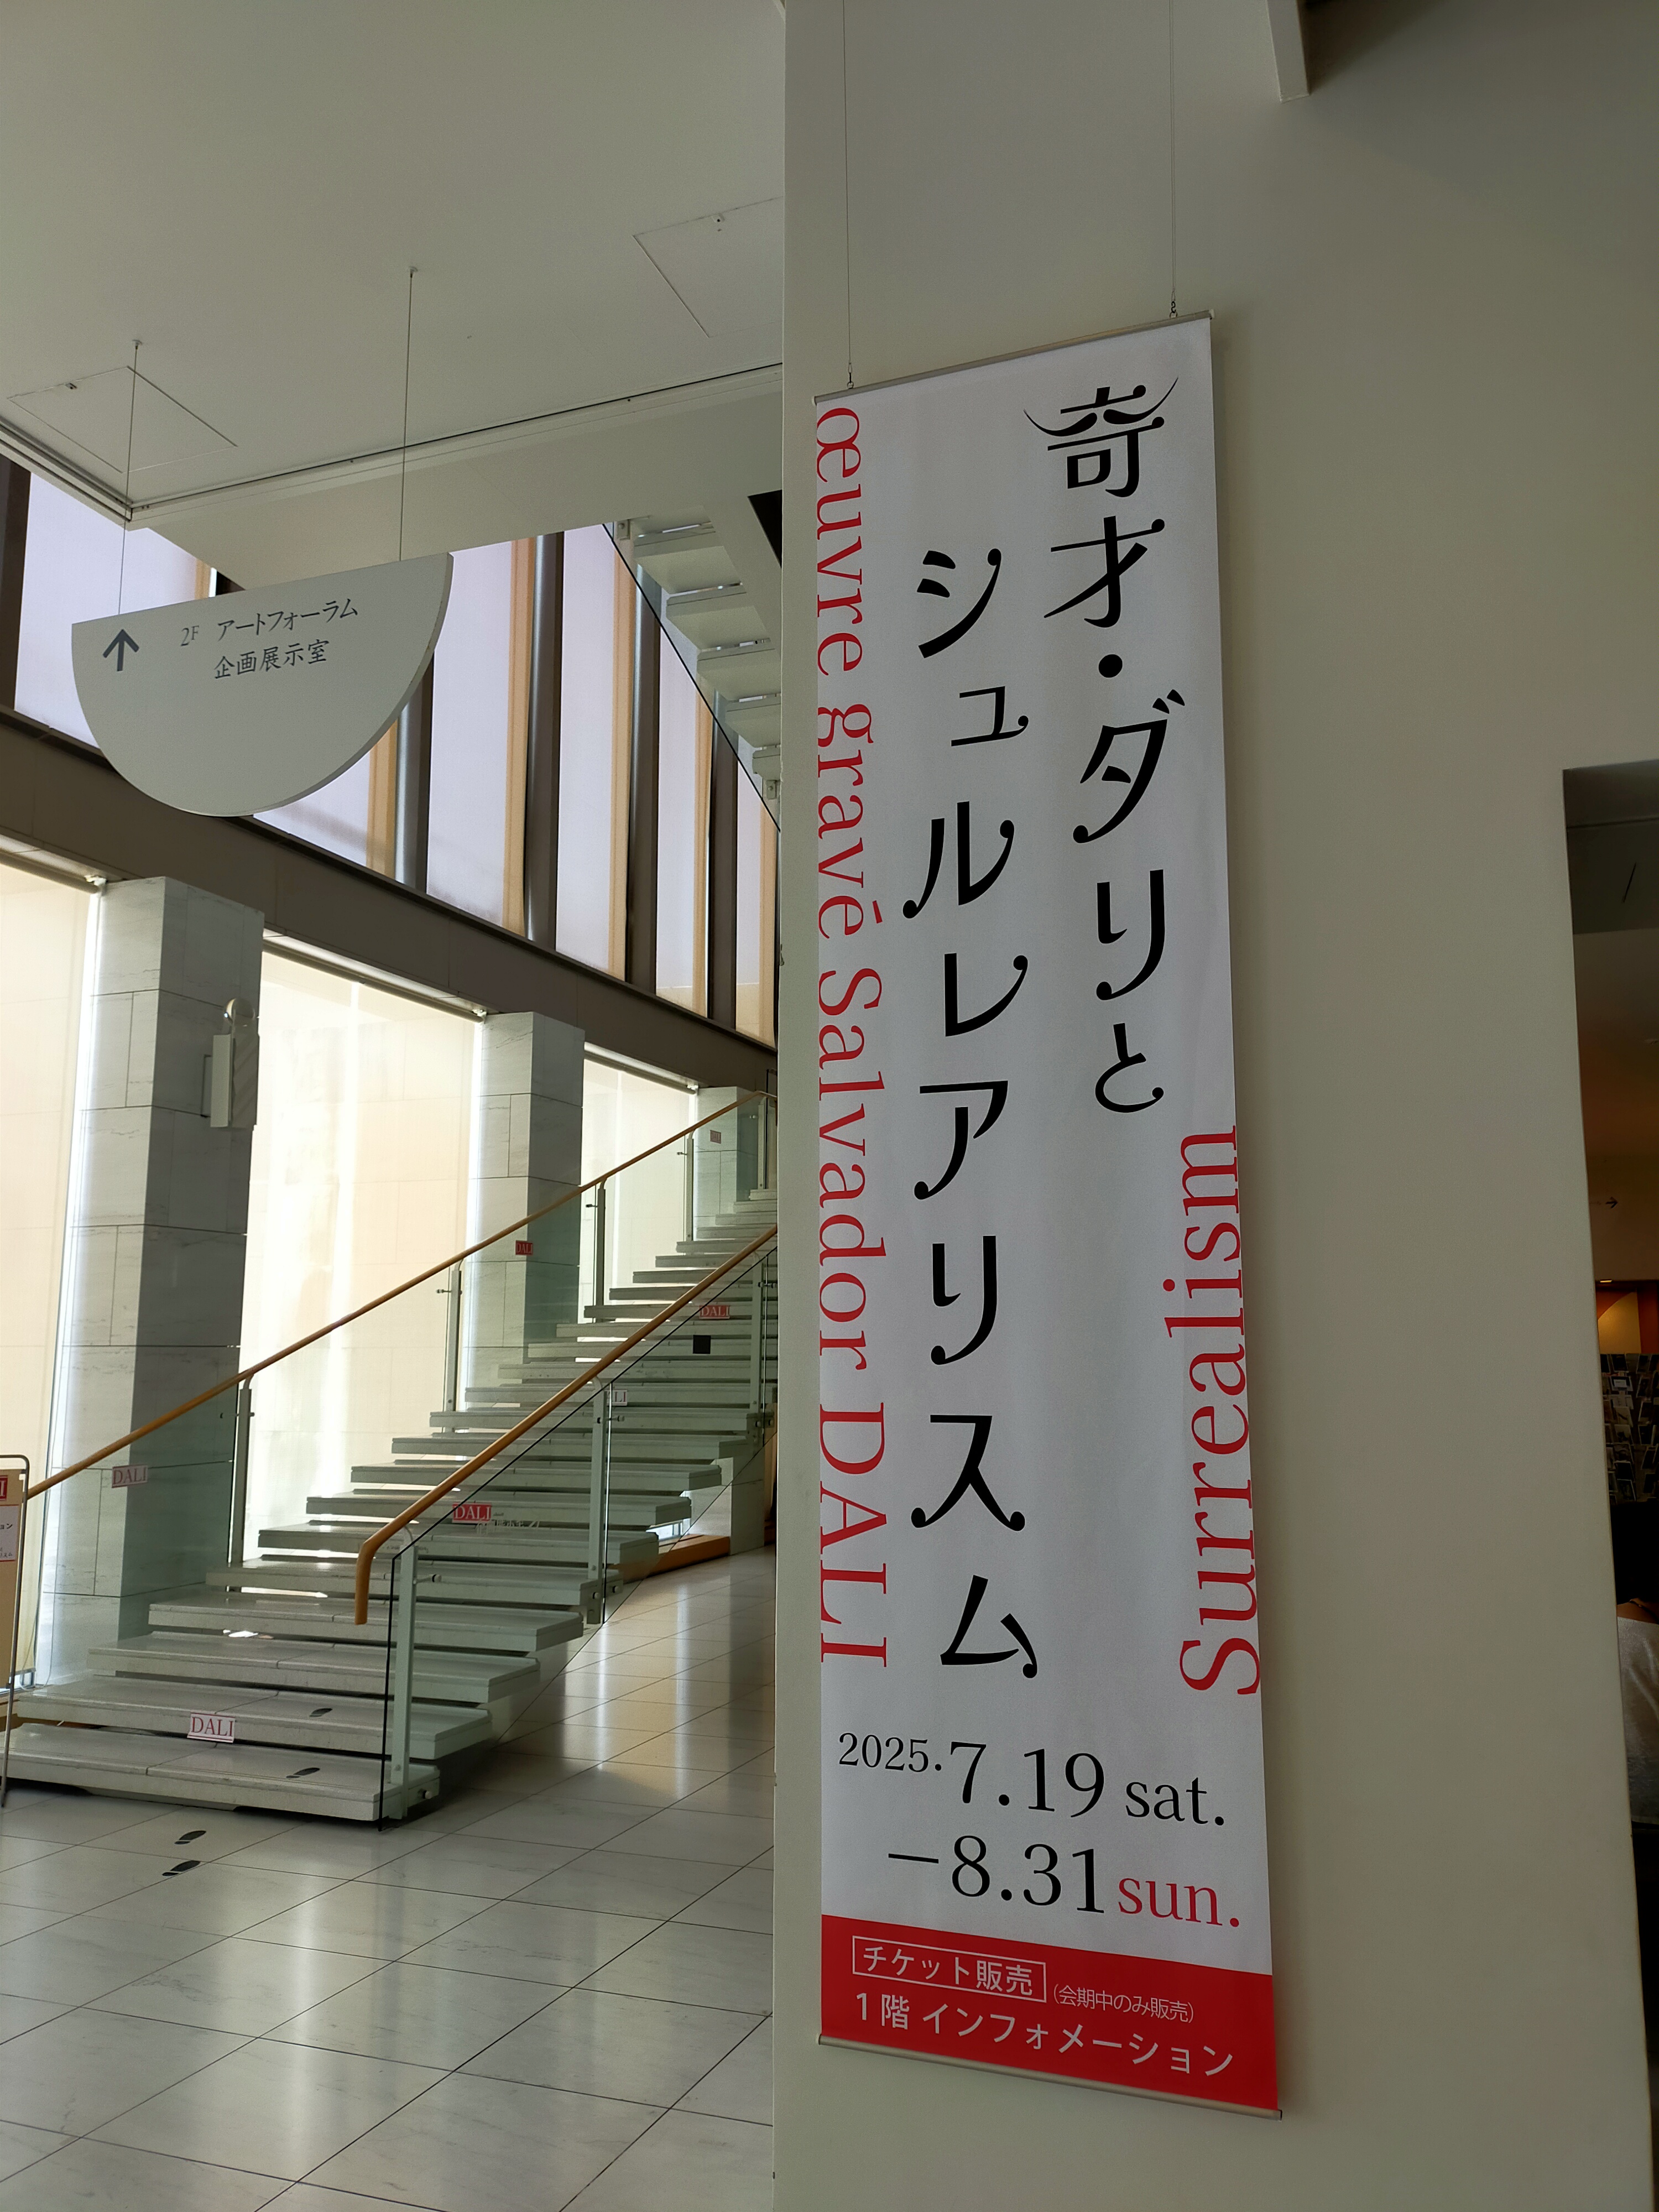 2F アートフォーラム
企画展示室
奇才・ダリと
シュルレアリスム
Surrealism
œuvre gravé Salvador DALI
2025.7.19 sat.
−8.31 sun.
チケット販売 (会期中のみ販売)
1階 インフォメーション
DALI
DALI
DALI
DALI
DALI